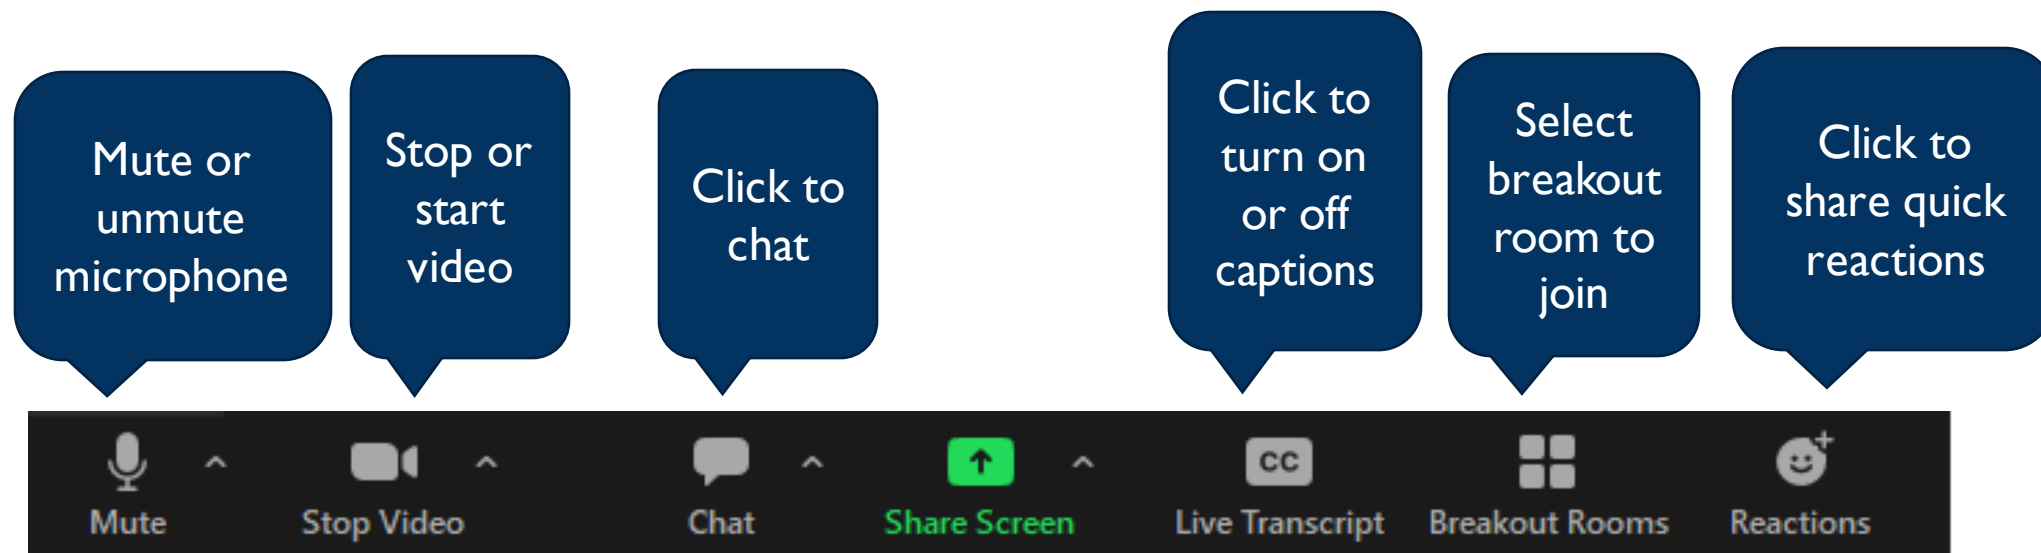 Mute or
unmute
microphone
Stop or
start
video
Click to
chat
Click to
turn on
or off
captions
Select
breakout
room to
join
Click to
share quick
reactions
CC
Mute
Stop Video
Chat
Share Screen
Live Transcript
Breakout Rooms
Reactions